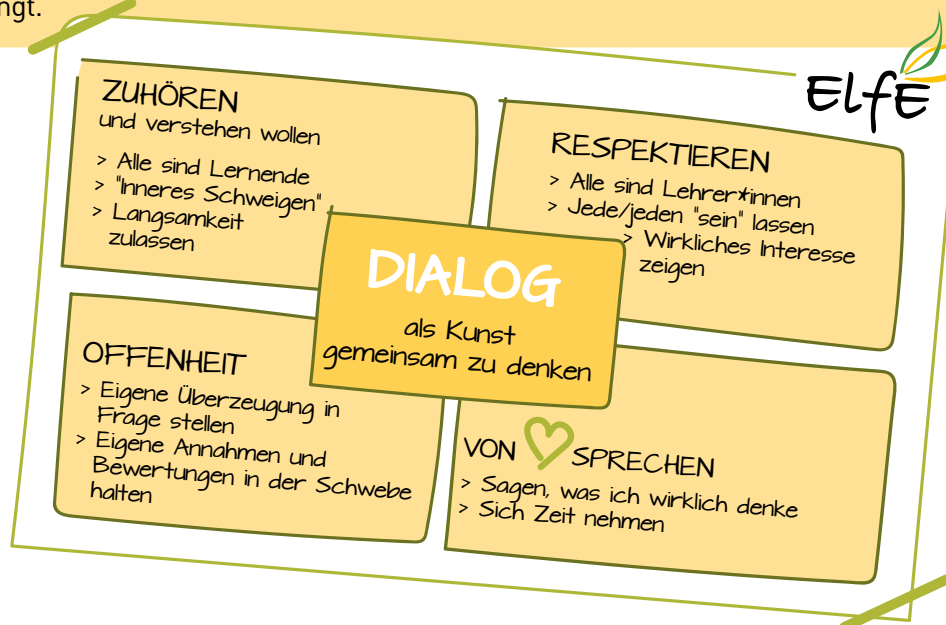 ngt.
ELfE
ZUHÖREN
und verstehen wollen
> Alle sind Lernende
> "Inneres Schweigen"
> Langsamkeit
zulassen
RESPEKTIEREN
> Alle sind Lehrer*innen
> Jede/jeden "sein" lassen
> Wirkliches Interesse
zeigen
DIALOG
als Kunst
gemeinsam zu denken
OFFENHEIT
> Eigene Überzeugung in
Frage stellen
> Eigene Annahmen und
Bewertungen in der Schwebe
halten
VON SPRECHEN
> Sagen, was ich wirklich denke
> Sich Zeit nehmen